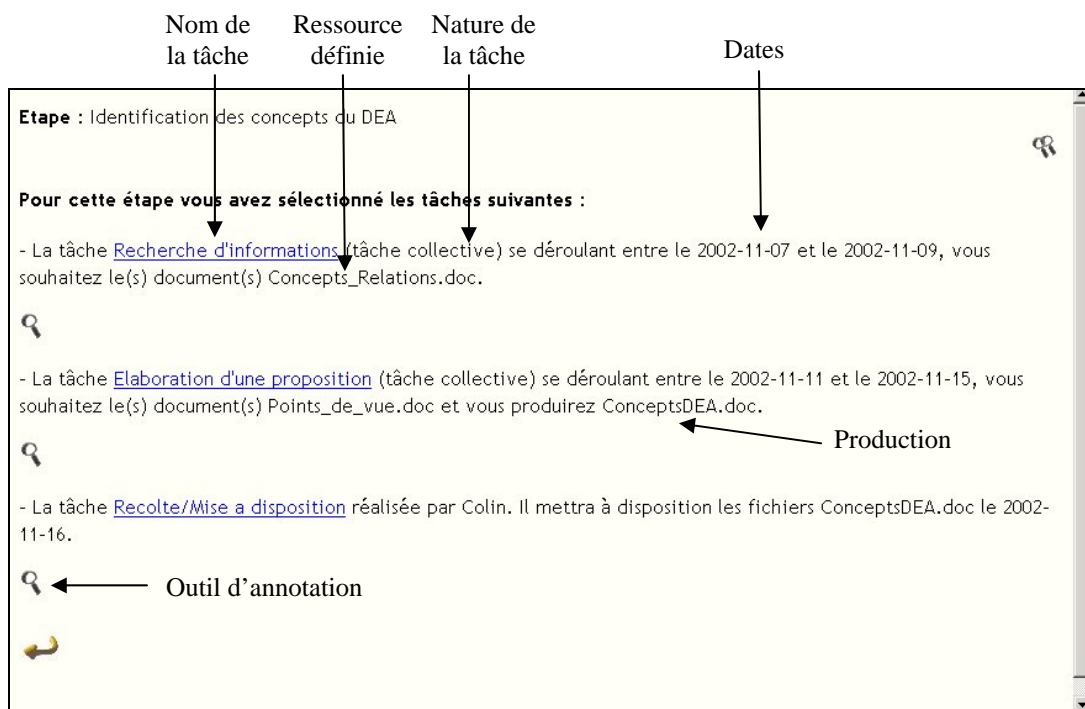 Nom de
la tâche
Ressource
définie
Nature de
la tâche
Dates
Etape : Identification des concepts du DEA
Pour cette étape vous avez sélectionné les tâches suivantes :
- La tâche Recherche d'informations (tâche collective) se déroulant entre le 2002-11-07 et le 2002-11-09, vous
souhaitez le(s) document(s) Concepts_Relations.doc.
- La tâche Elaboration d'une proposition (tâche collective) se déroulant entre le 2002-11-11 et le 2002-11-15, vous
souhaitez le(s) document(s) Points_de_vue.doc et vous produirez ConceptsDEA.doc.
Production
- La tâche Recolte/Mise a disposition réalisée par Colin. Il mettra à disposition les fichiers ConceptsDEA.doc le 2002-
11-16.
Outil d’annotation